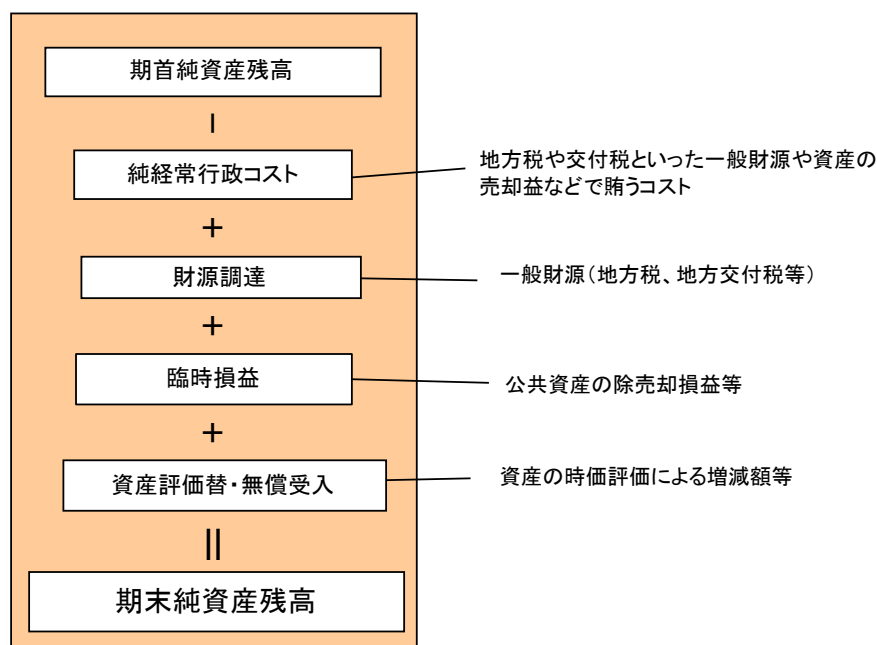 期首純資産残高
－
純経常行政コスト
地方税や交付税といった一般財源や資産の
売却益などで賄うコスト
＋
財源調達
一般財源（地方税、地方交付税等）
＋
臨時損益
公共資産の除売却損益等
＋
資産評価替・無償受入
資産の時価評価による増減額等
＝
期末純資産残高